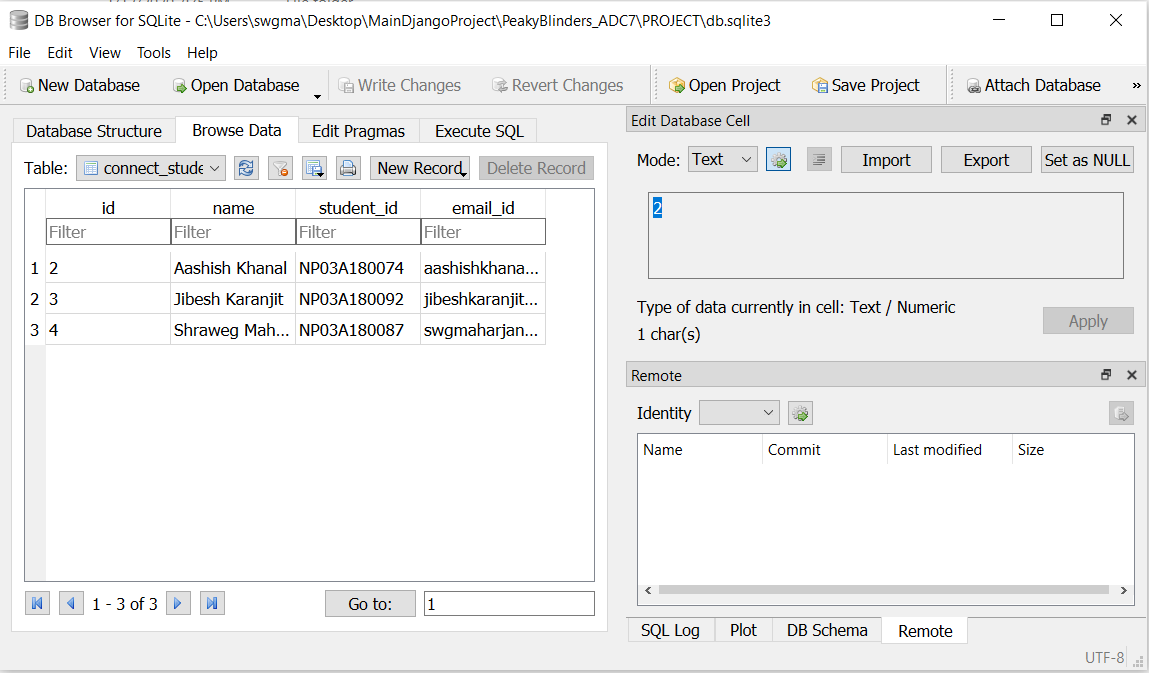 DB Browser for SQLite - C:\Users\swgma\Desktop\MainDjangoProject\PeakyBlinders_ADC7\PROJECT\db.sqlite3
File Edit View Tools Help
New Database Open Database Write Changes Revert Changes Open Project Save Project Attach Database »
Database Structure Browse Data Edit Pragmas Execute SQL
Table: connect_stude New Record Delete Record
id name student_id email_id
Filter Filter Filter Filter
1 2 Aashish Khanal NP03A180074 aashishkhana...
2 3 Jibesh Karanjit NP03A180092 jibeshkaranjit...
3 4 Shraweg Mah... NP03A180087 swgmaharjan...
1 - 3 of 3 Go to: 1
Edit Database Cell
Mode: Text Import Export Set as NULL
2
Type of data currently in cell: Text / Numeric
1 char(s)
Apply
Remote
Identity
Name Commit Last modified Size
SQL Log Plot DB Schema Remote
UTF-8